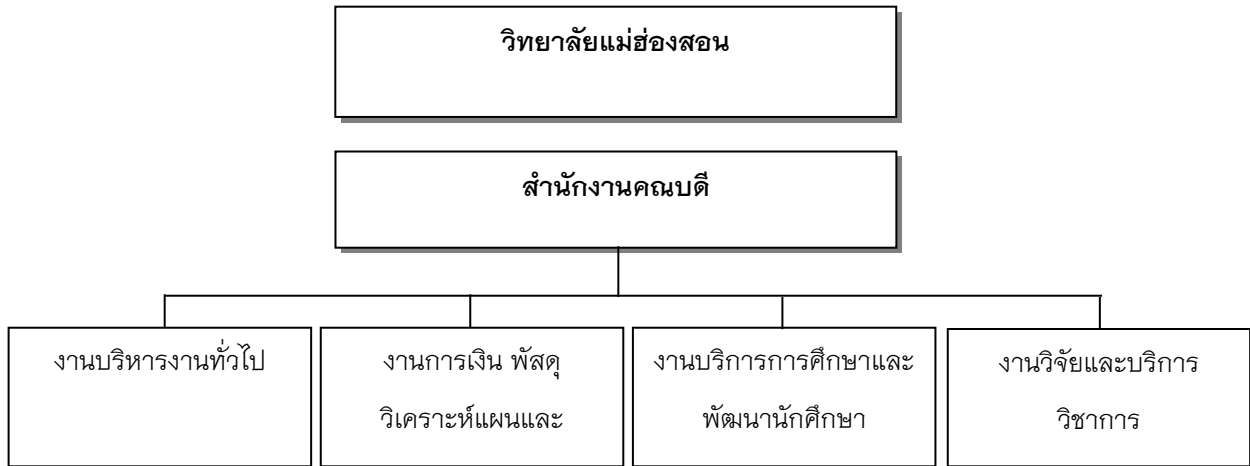 วิทยาลัยแม่ฮ่องสอน
สำนักงานคณบดี
งานบริหารงานทั่วไป
งานการเงิน พัสดุ
วิเคราะห์แผนและ
งานบริการการศึกษาและ
พัฒนานักศึกษา
งานวิจัยและบริการ
วิชาการ